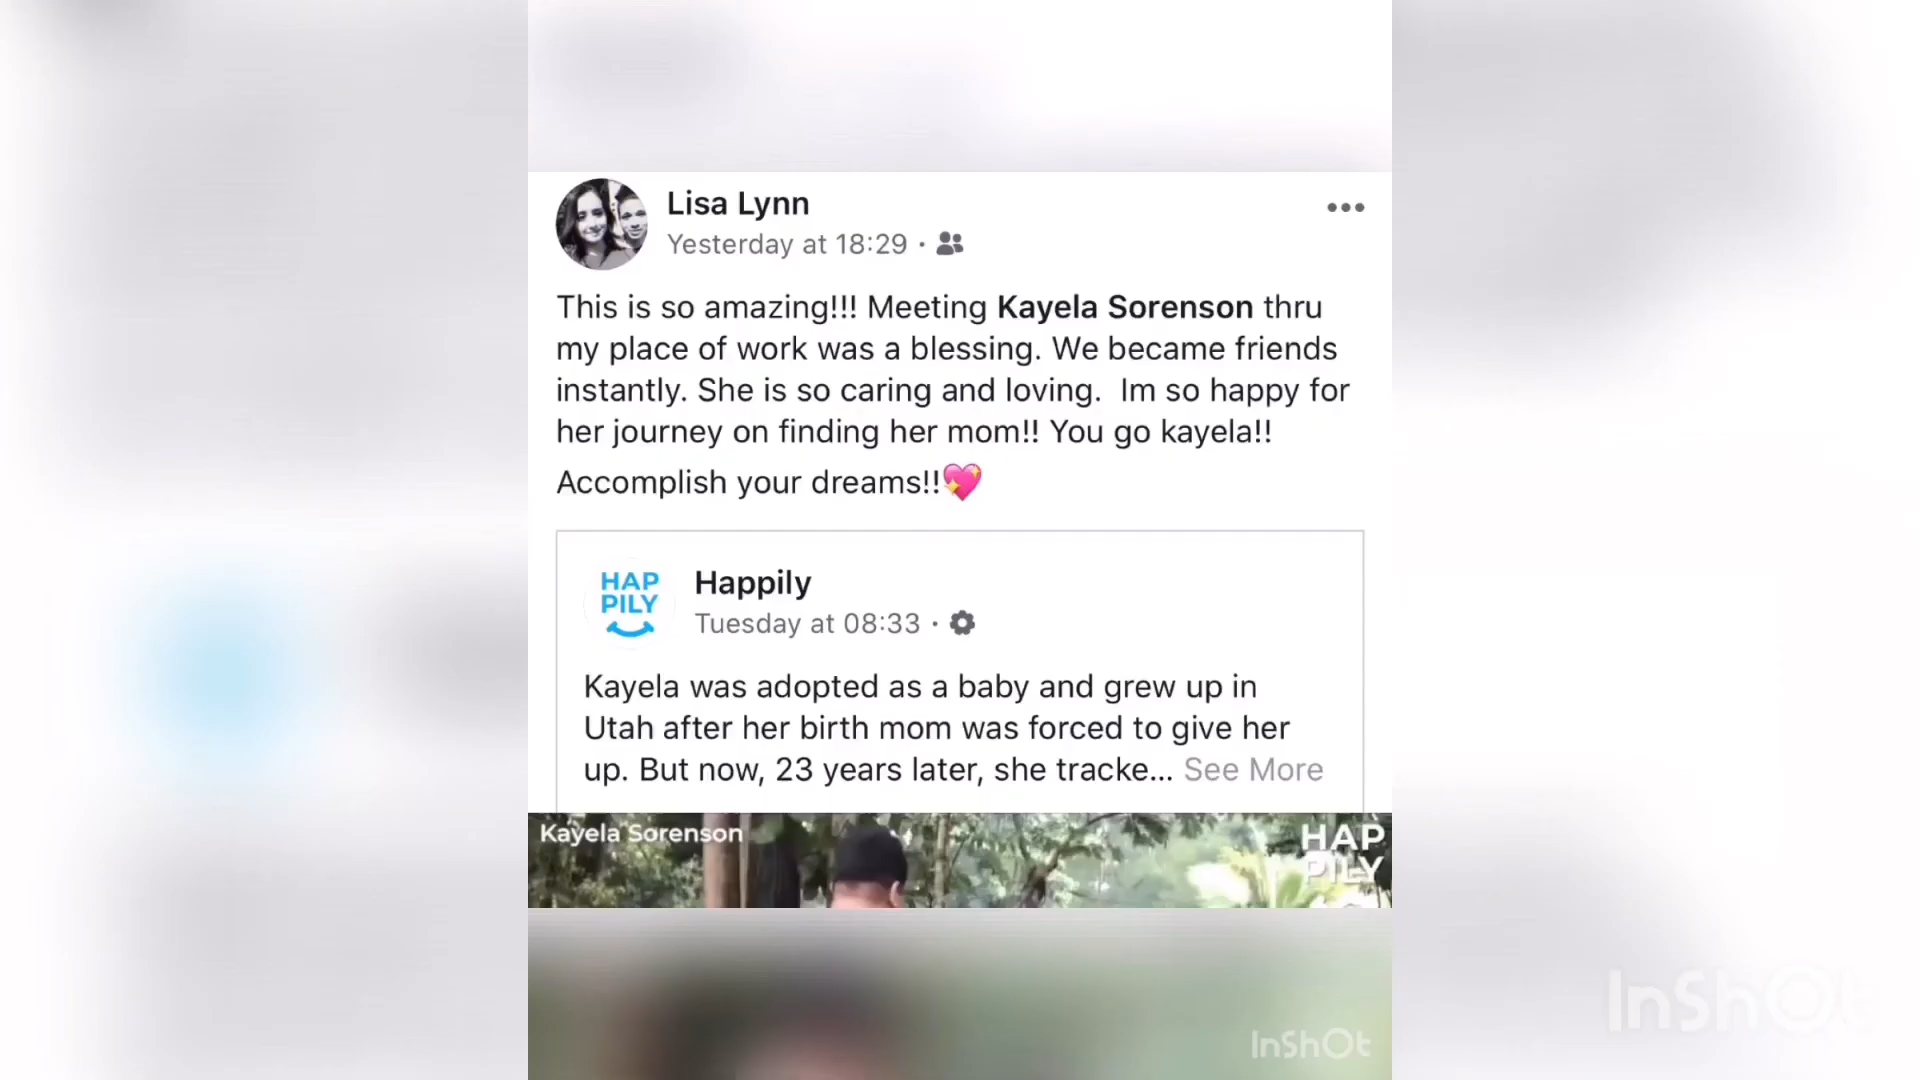 Lisa Lynn
Yesterday at 18:29 ·
This is so amazing!!! Meeting Kayela Sorenson thru
my place of work was a blessing. We became friends
instantly. She is so caring and loving.  Im so happy for
her journey on finding her mom!! You go kayela!!
Accomplish your dreams!!💖
HAP
PILY
Happily
Tuesday at 08:33 ·
Kayela was adopted as a baby and grew up in
Utah after her birth mom was forced to give her
up. But now, 23 years later, she tracke... See More
Kayela Sorenson
HAP
PILY
InShOt
InShOt